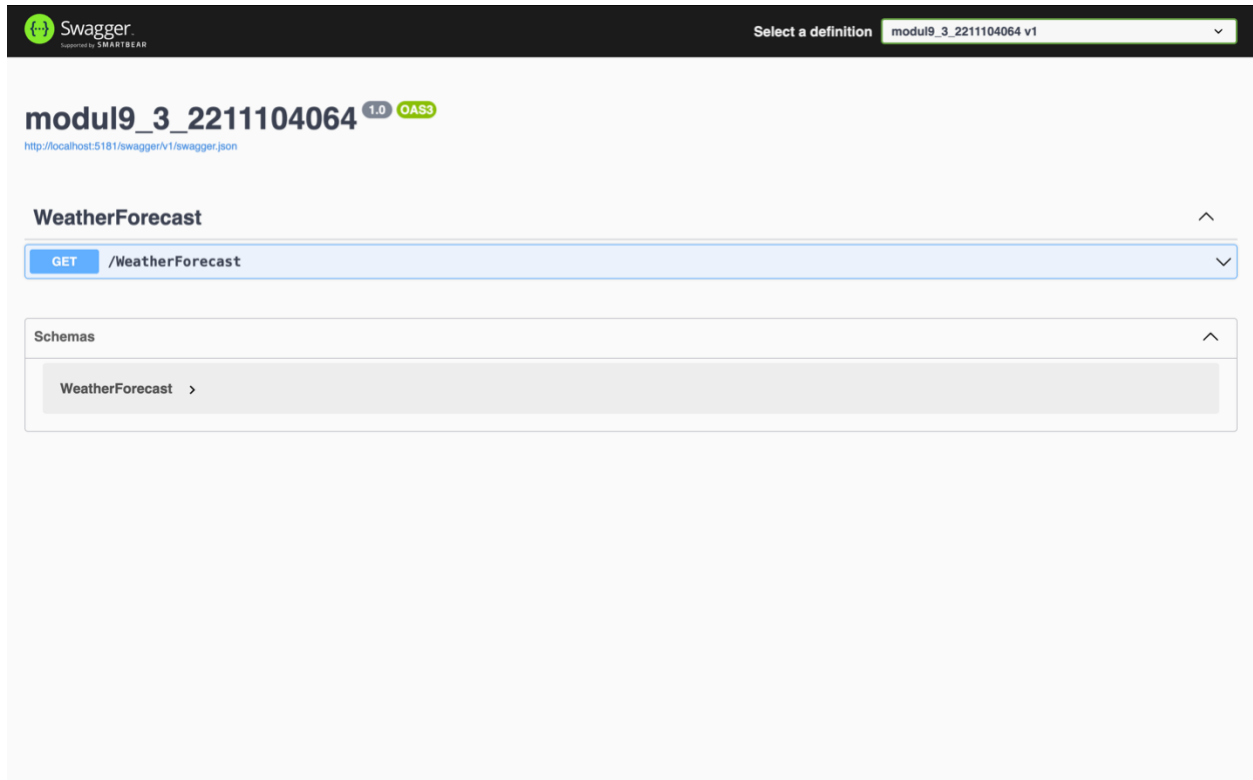 Swagger.
Supported by SMARTBEAR
Select a definition modul9_3_2211104064 v1
modul9_3_2211104064 1.0 OAS3
http://localhost:5181/swagger/v1/swagger.json
WeatherForecast
GET /WeatherForecast
Schemas
WeatherForecast